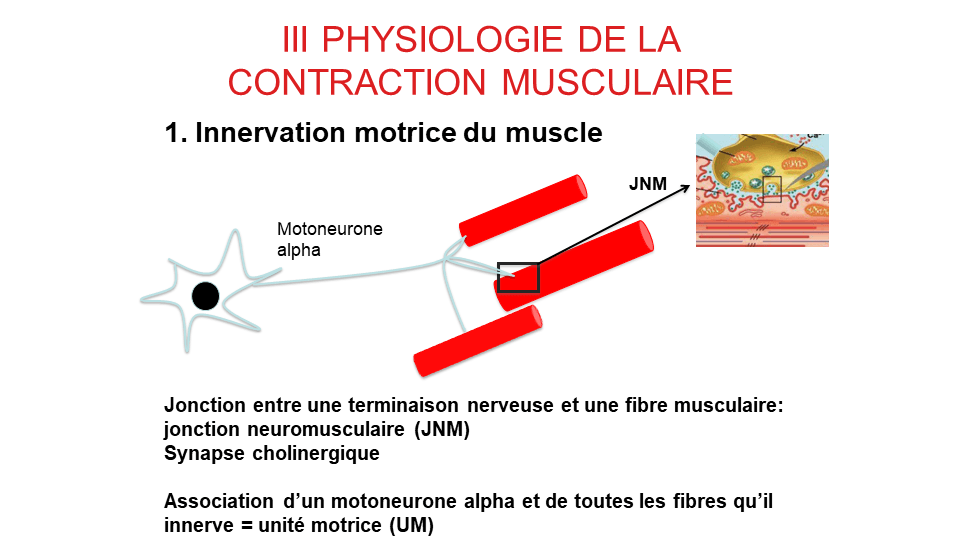 III PHYSIOLOGIE DE LA
CONTRACTION MUSCULAIRE
1. Innervation motrice du muscle
JNM
Motoneurone
alpha
Jonction entre une terminaison nerveuse et une fibre musculaire:
jonction neuromusculaire (JNM)
Synapse cholinergique
Association d’un motoneurone alpha et de toutes les fibres qu’il
innerve = unité motrice (UM)